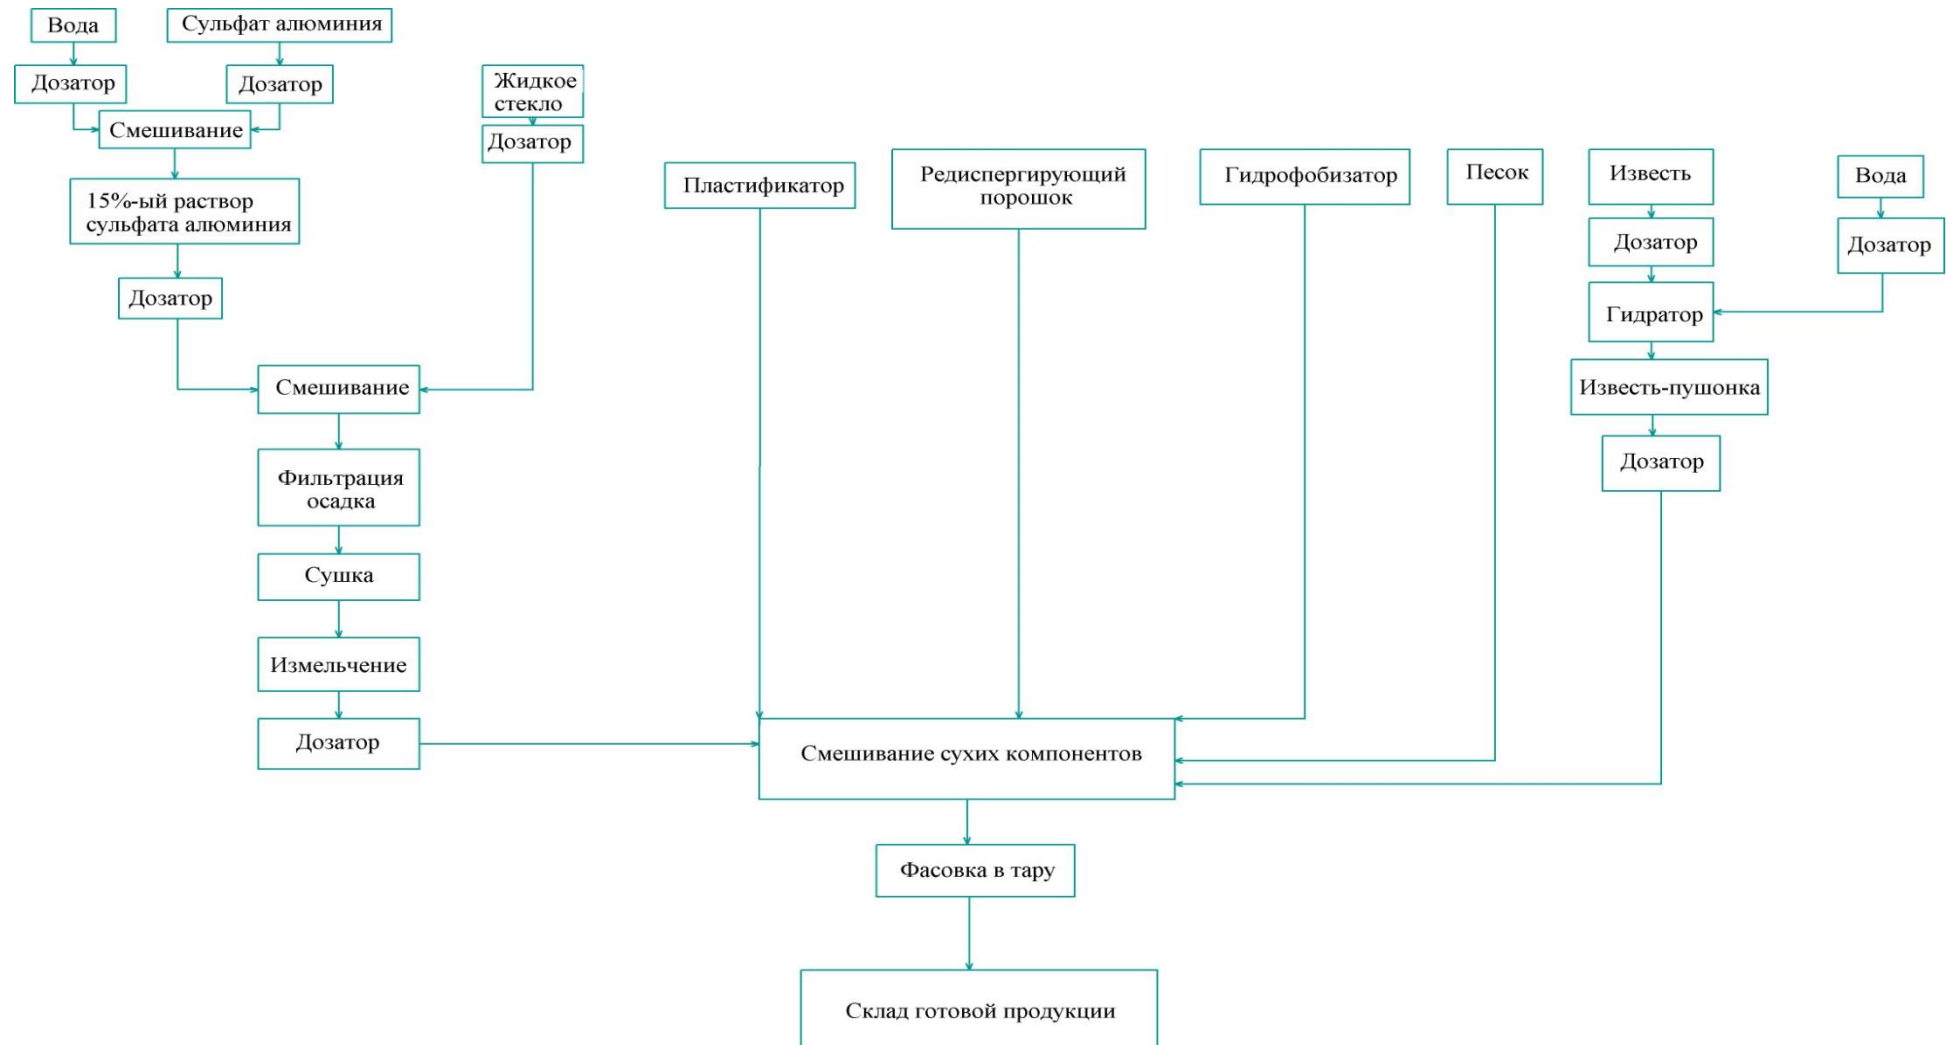 Вода
Сульфат алюминия
Дозатор
Дозатор
Смешивание
15%-ый раствор
сульфата алюминия
Дозатор
Жидкое
стекло
Дозатор
Смешивание
Фильтрация
осадка
Сушка
Измельчение
Дозатор
Пластификатор
Редиспергирующий
порошок
Гидрофобизатор
Песок
Известь
Дозатор
Вода
Дозатор
Гидратор
Известь-пушонка
Дозатор
Смешивание сухих компонентов
Фасовка в тару
Склад готовой продукции